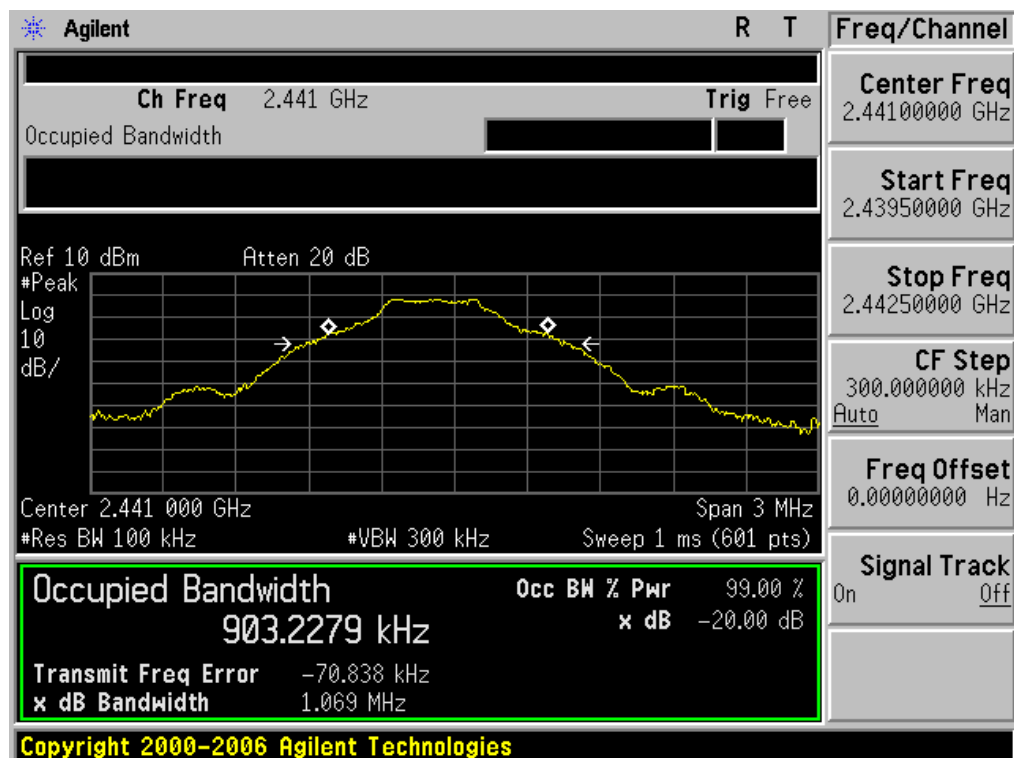 Agilent R T Freq/Channel
Ch Freq 2.441 GHz Trig Free
Occupied Bandwidth
Center Freq
2.44100000 GHz
Start Freq
2.43950000 GHz
Stop Freq
2.44250000 GHz
CF Step
300.000000 kHz
Auto Man
Freq Offset
0.00000000 Hz
Signal Track
On Off
Ref 10 dBm Atten 20 dB
#Peak
Log
10
dB/
Center 2.441 000 GHz Span 3 MHz
#Res BW 100 kHz #VBW 300 kHz Sweep 1 ms (601 pts)
Occupied Bandwidth Occ BW % Pwr 99.00 %
903.2279 kHz x dB -20.00 dB
Transmit Freq Error -70.838 kHz
x dB Bandwidth 1.069 MHz
Copyright 2000-2006 Agilent Technologies